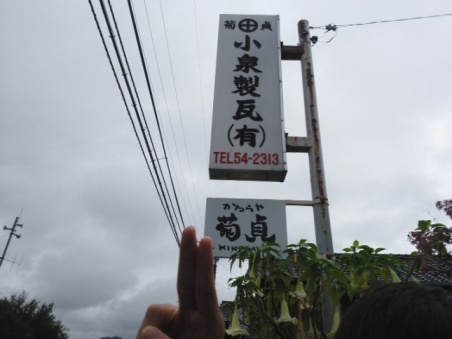 菊 貞
小泉製瓦(有)
TEL54-2313
かわらや
菊貞